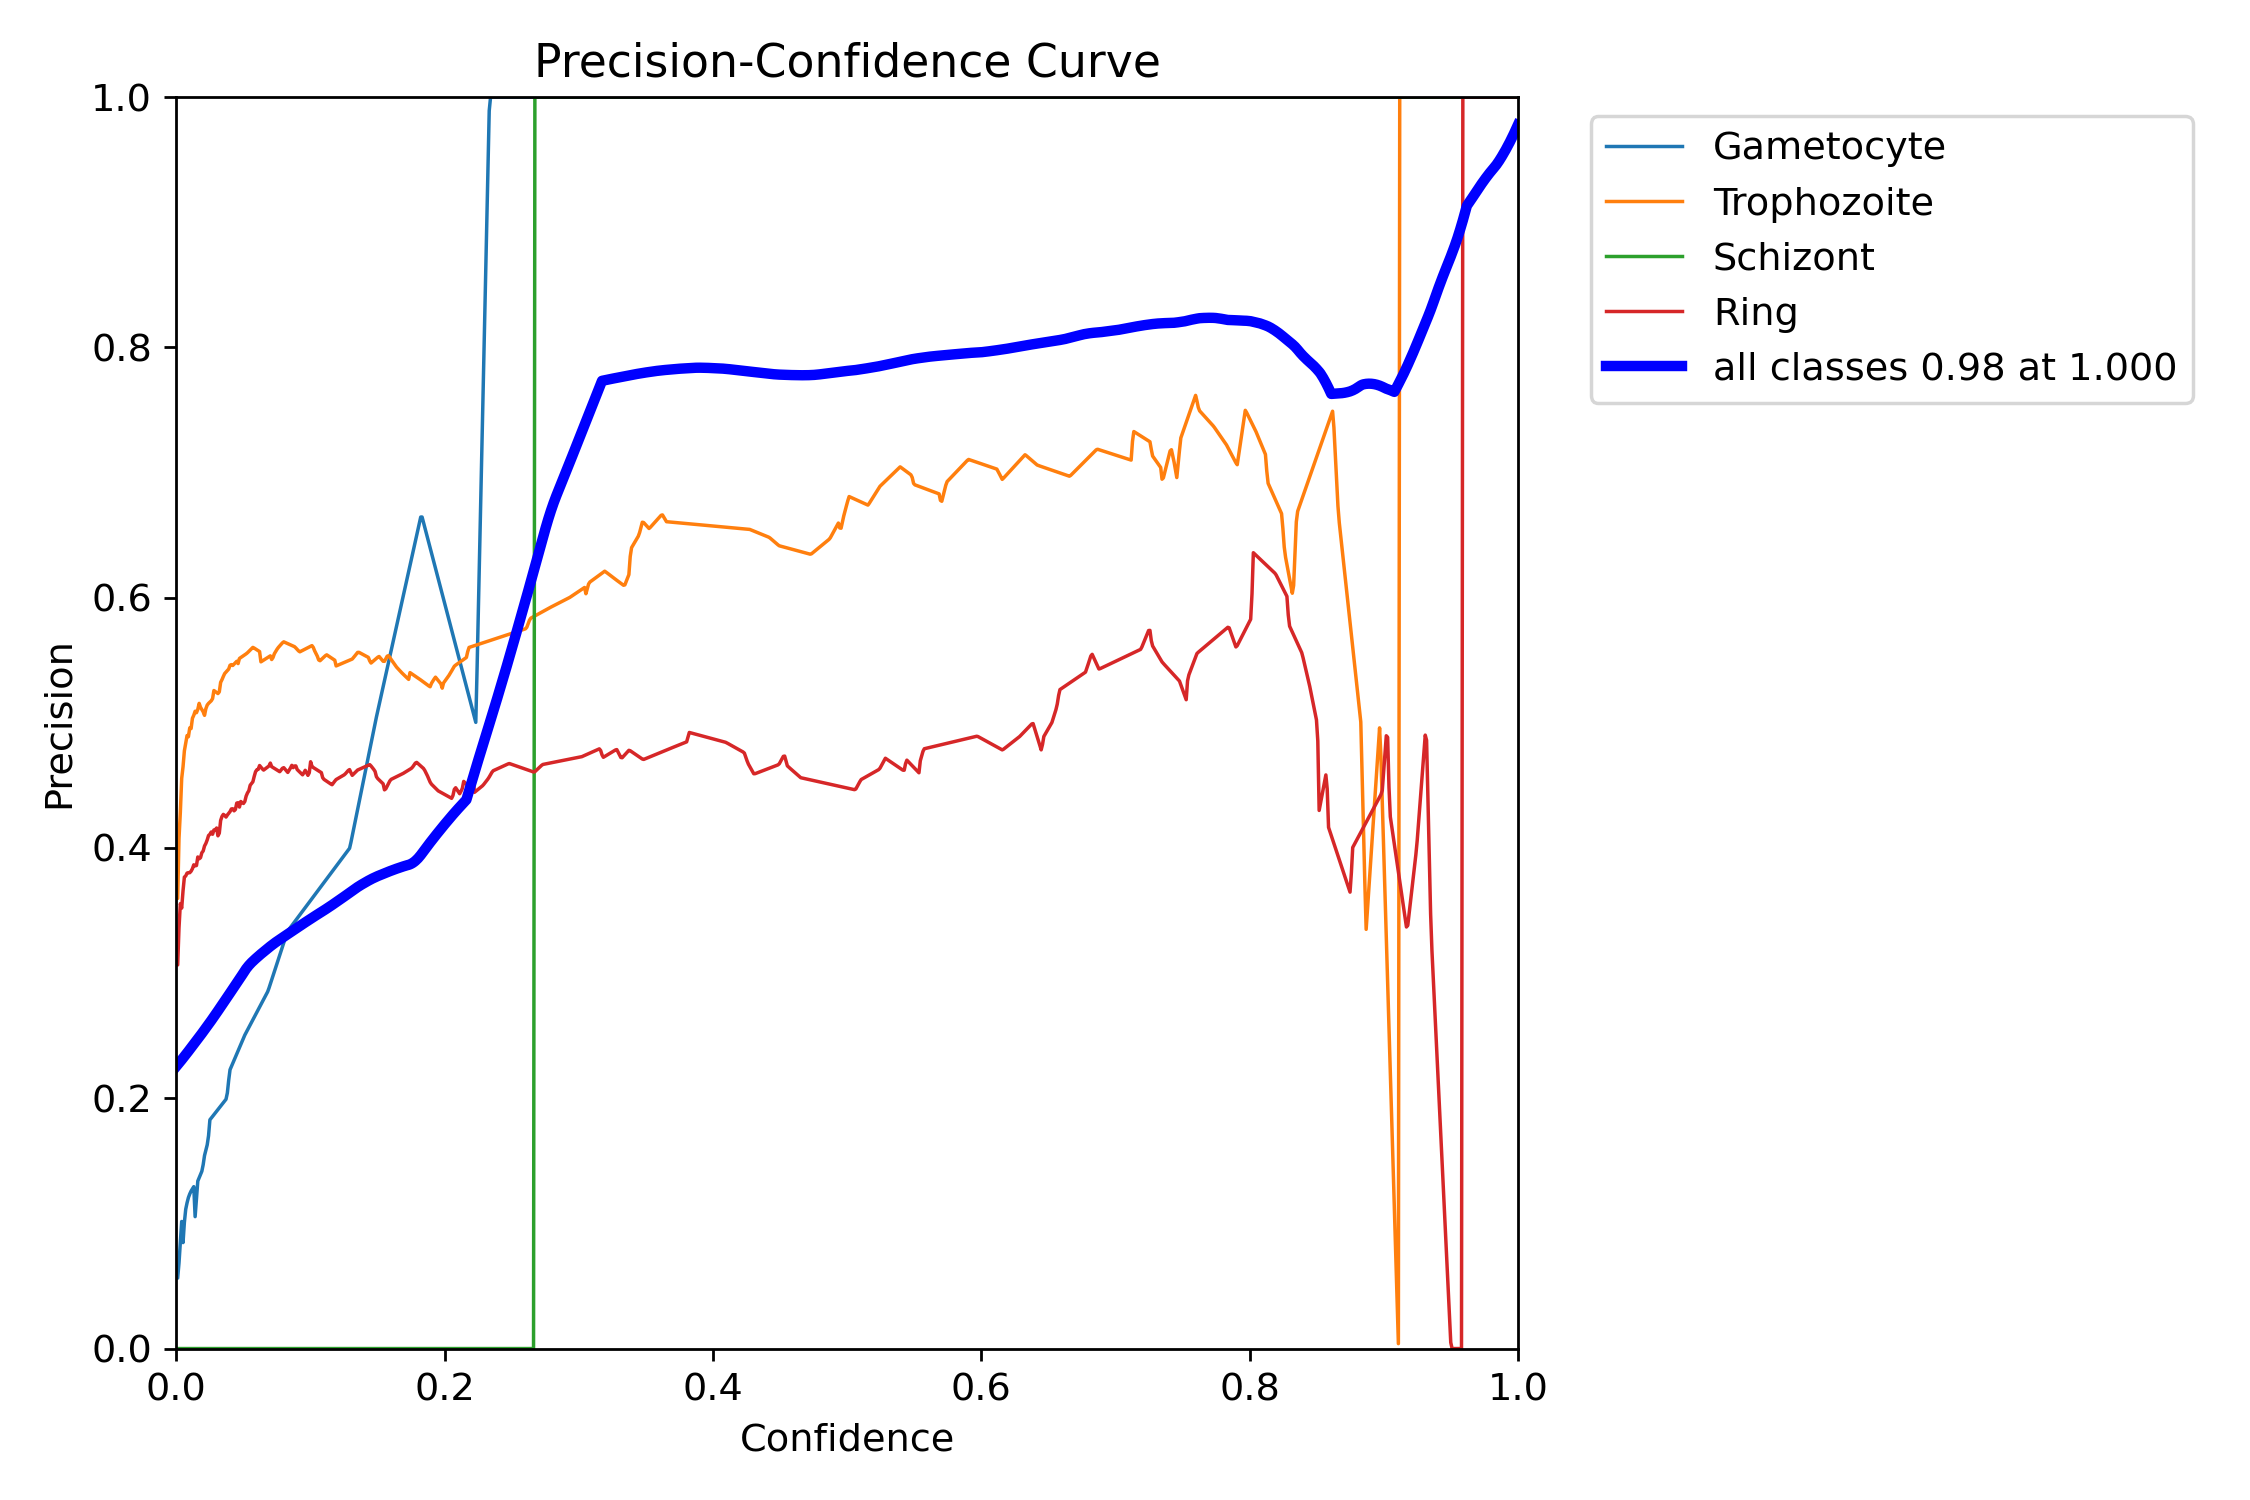 Precision-Confidence Curve
1.0
0.8
0.6
0.4
0.2
0.0
Precision
0.0 0.2 0.4 0.6 0.8 1.0
Confidence
Gametocyte
Trophozoite
Schizont
Ring
all classes 0.98 at 1.000